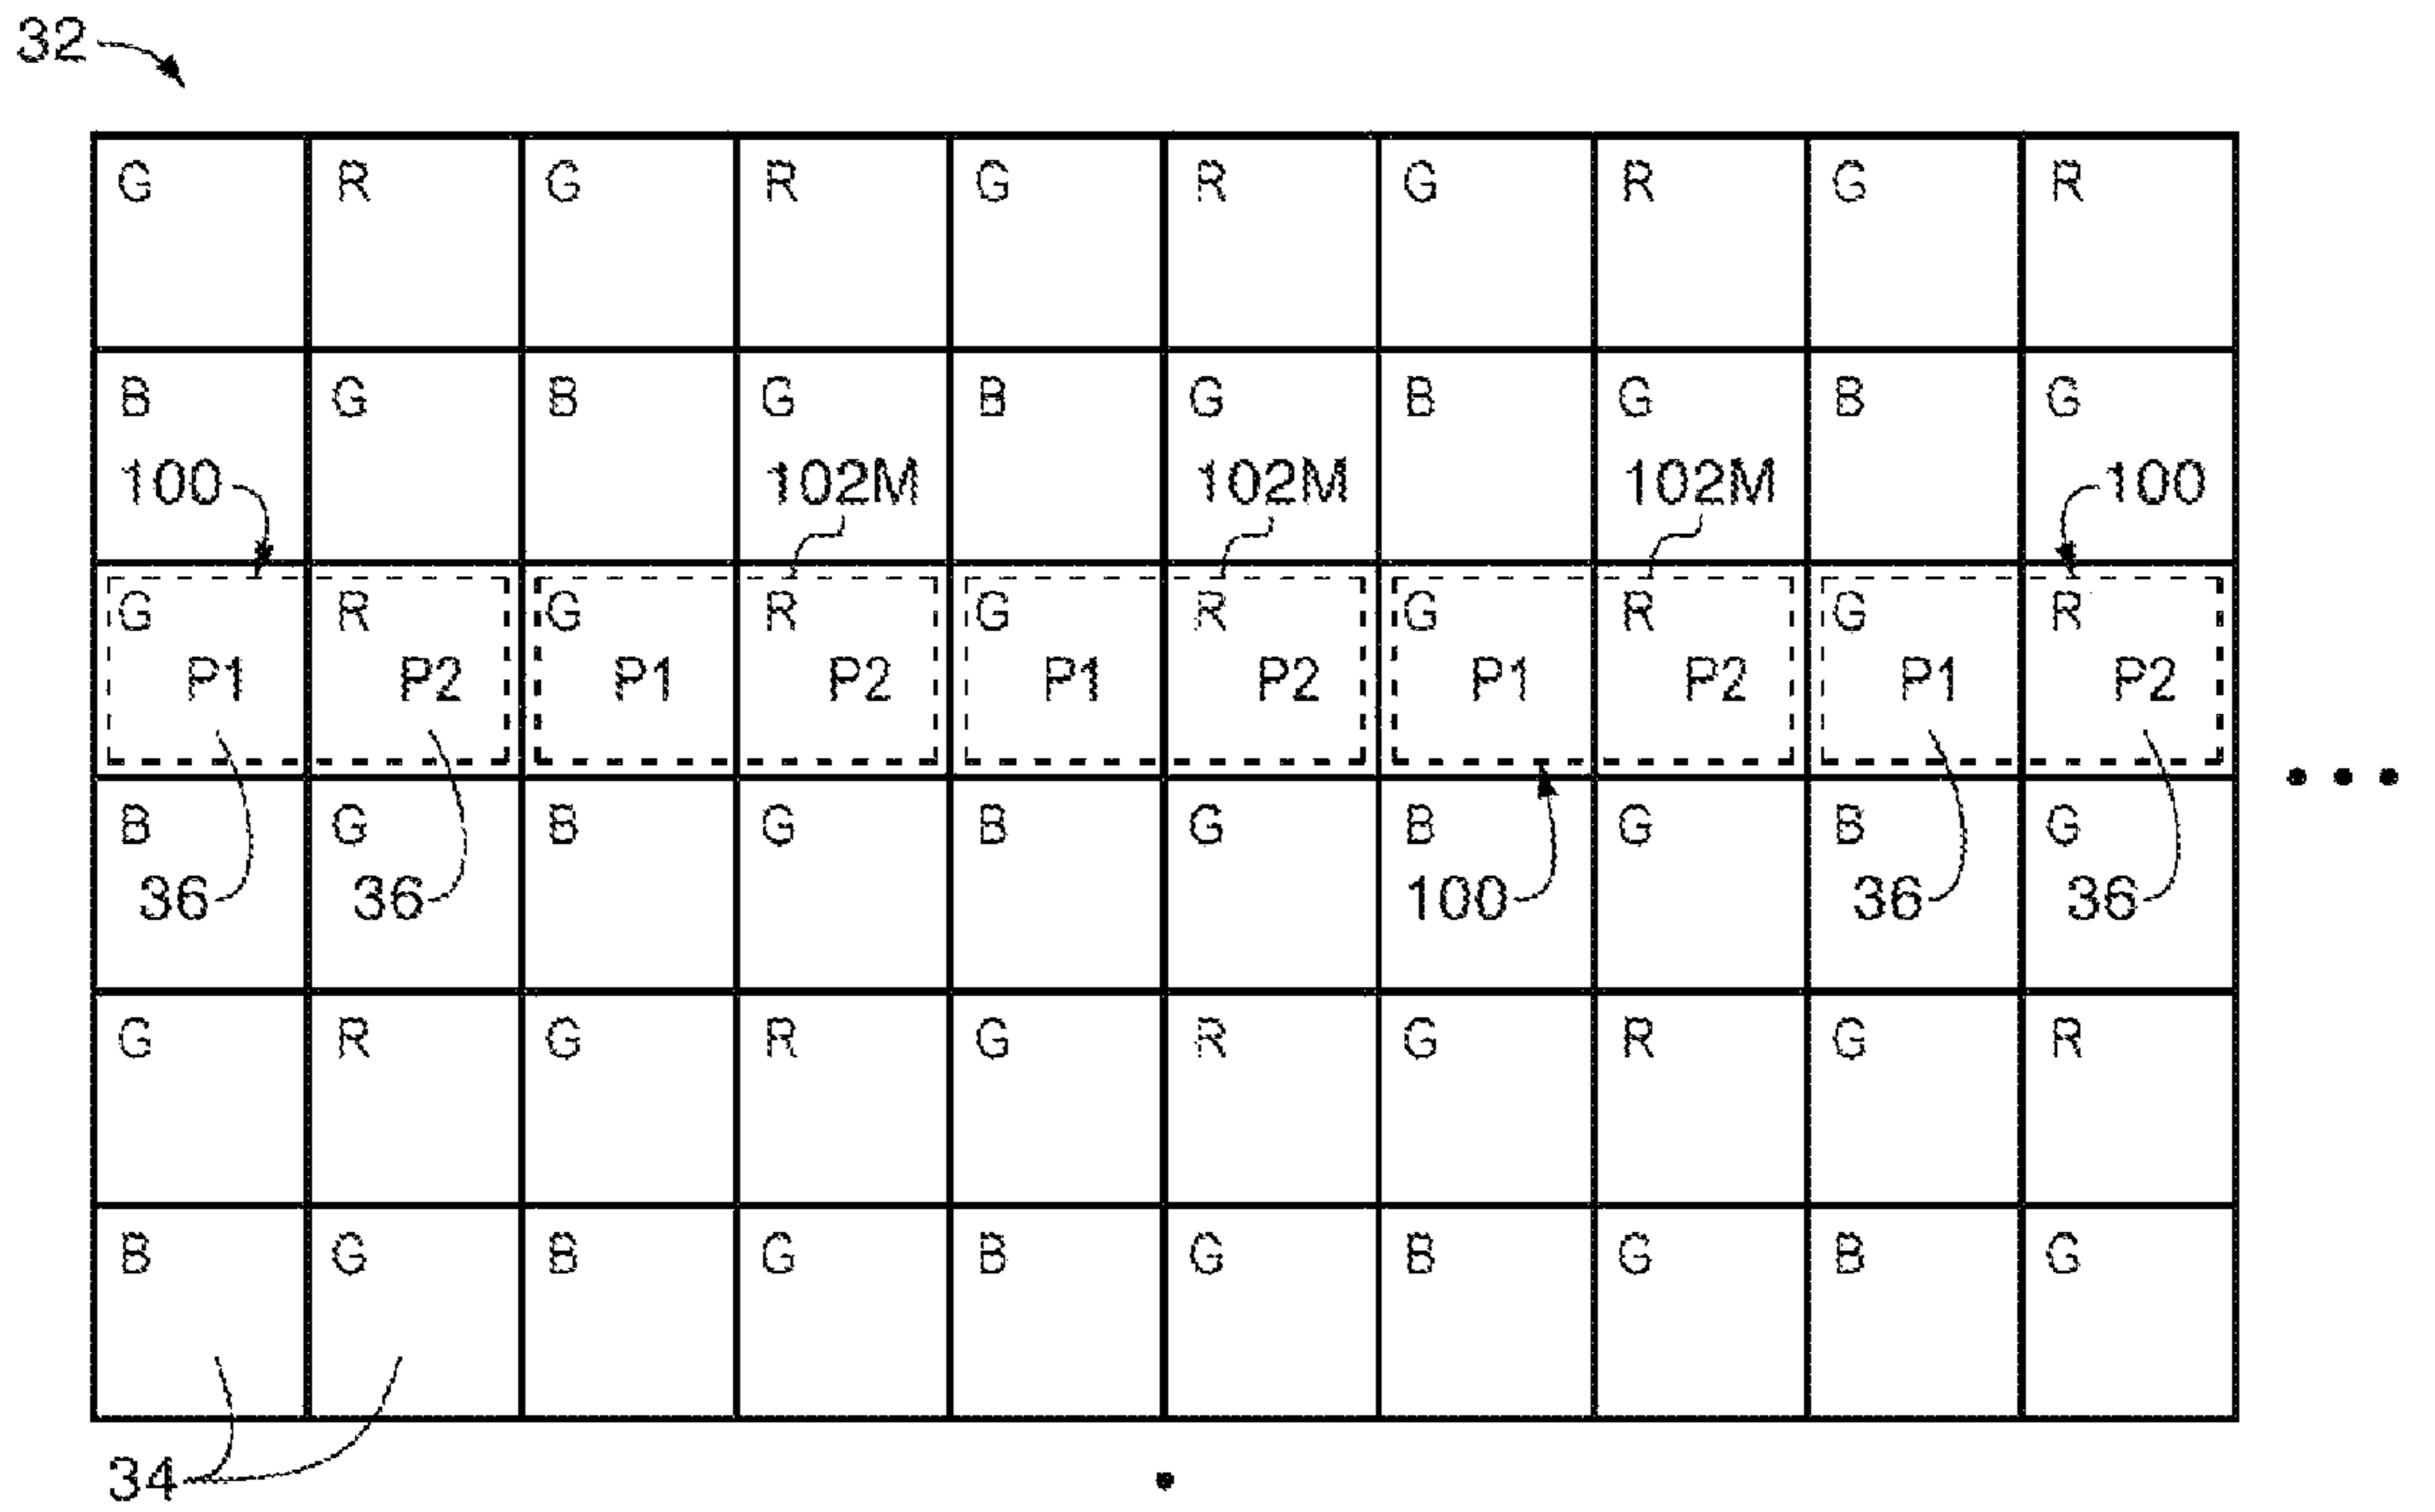 32
G R G R G R G R G R
B G B G B G B G B G
100 102M 102M 102M 100
G R G R G R G R G R
P1 P2 P1 P2 P1 P2 P1 P2 P1 P2
B G B G B G B G B G
36 36 100 36 36
G R G R G R G R G R
B G B G B G B G B G
34